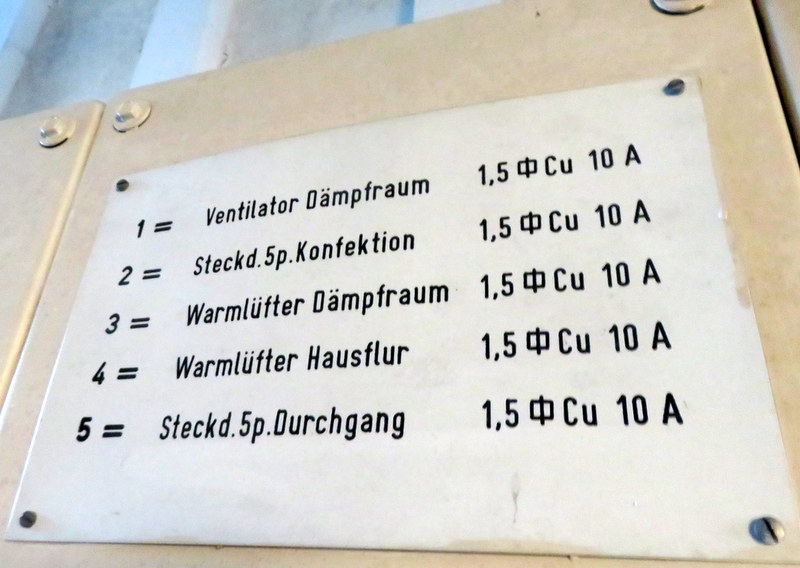 1 = Ventilator Dämpfraum 1,5 ⌽ Cu 10 A
2 = Steckd.5p.Konfektion 1,5 ⌽ Cu 10 A
3 = Warmlüfter Dämpfraum 1,5 ⌽ Cu 10 A
4 = Warmlüfter Hausflur 1,5 ⌽ Cu 10 A
5 = Steckd.5p.Durchgang 1,5 ⌽ Cu 10 A